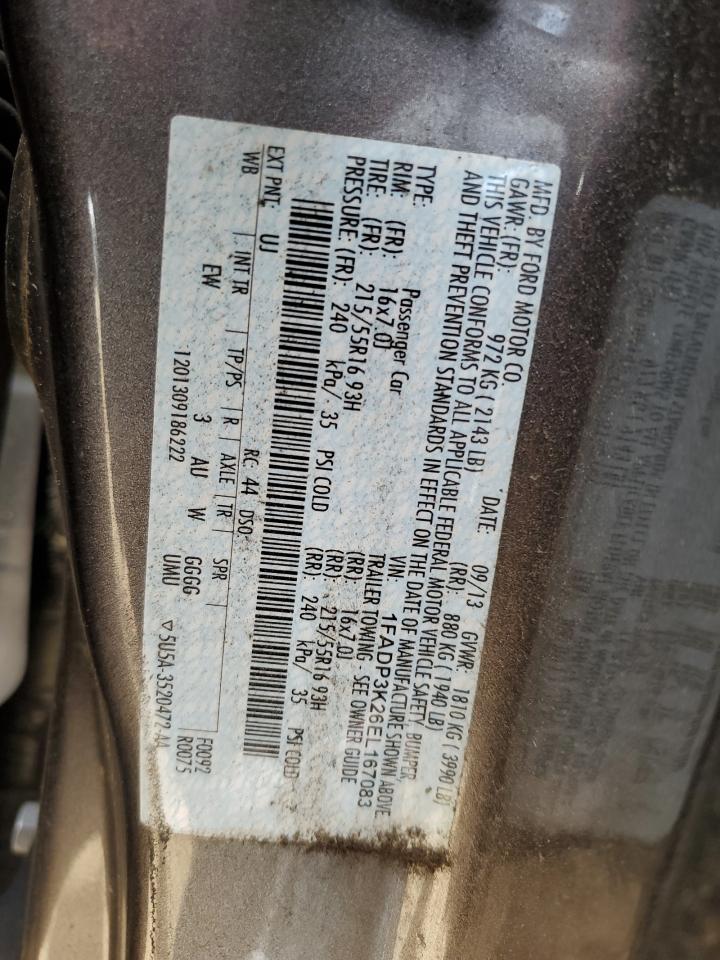 MFD. BY FORD MOTOR CO. DATE: 09/13 GVWR: 1810 KG ( 3990 LB)
GAWR: (FR): 972 KG ( 2143 LB) (RR): 880 KG ( 1940 LB)
THIS VEHICLE CONFORMS TO ALL APPLICABLE FEDERAL MOTOR VEHICLE SAFETY, BUMPER,
AND THEFT PREVENTION STANDARDS IN EFFECT ON THE DATE OF MANUFACTURE SHOWN ABOVE.
VIN: 1FADP3K26EL167083
TYPE: Passenger Car TRAILER TOWING - SEE OWNER GUIDE
RIM: (FR): 16x7.0J (RR): 16x7.0J
TIRE: (FR): 215/55R16 93H (RR): 215/55R16 93H
PRESSURE: (FR): 240 kPa/ 35 PSI COLD (RR): 240 kPa/ 35 PSI COLD
EXT PNT: UJ RC: 44 DSO:
WB INT TR TP/PS R AXLE TR SPR
EW 3 AU W GGGG
UMU
F0092
R0075
1201309186222 ▽5U5A-3520472-AA